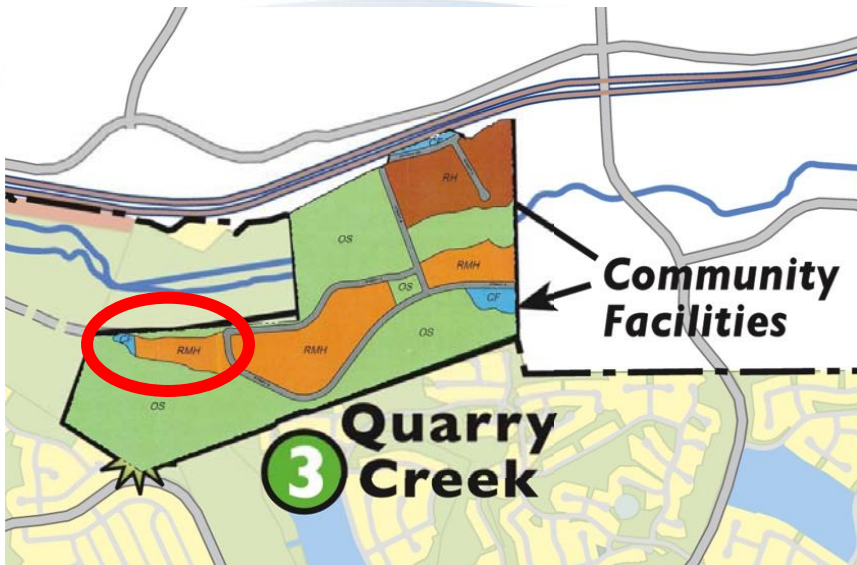 RH
OS
RMH
OS
CF
Community
Facilities
RMH
RMH
OS
OS
Quarry
3
Creek